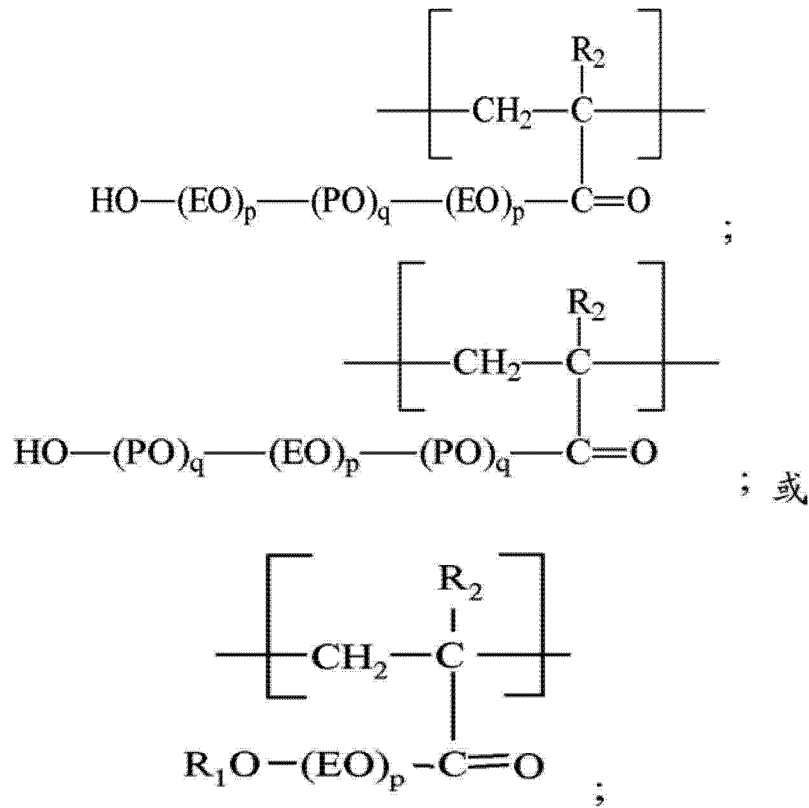 R₂
CH₂—C
HO—(EO)ₚ—(PO)q—(EO)ₚ—C=O ;
R₂
CH₂—C
HO—(PO)q—(EO)ₚ—(PO)q—C=O ; 或
R₂
CH₂—C
R₁O—(EO)ₚ—C=O ;